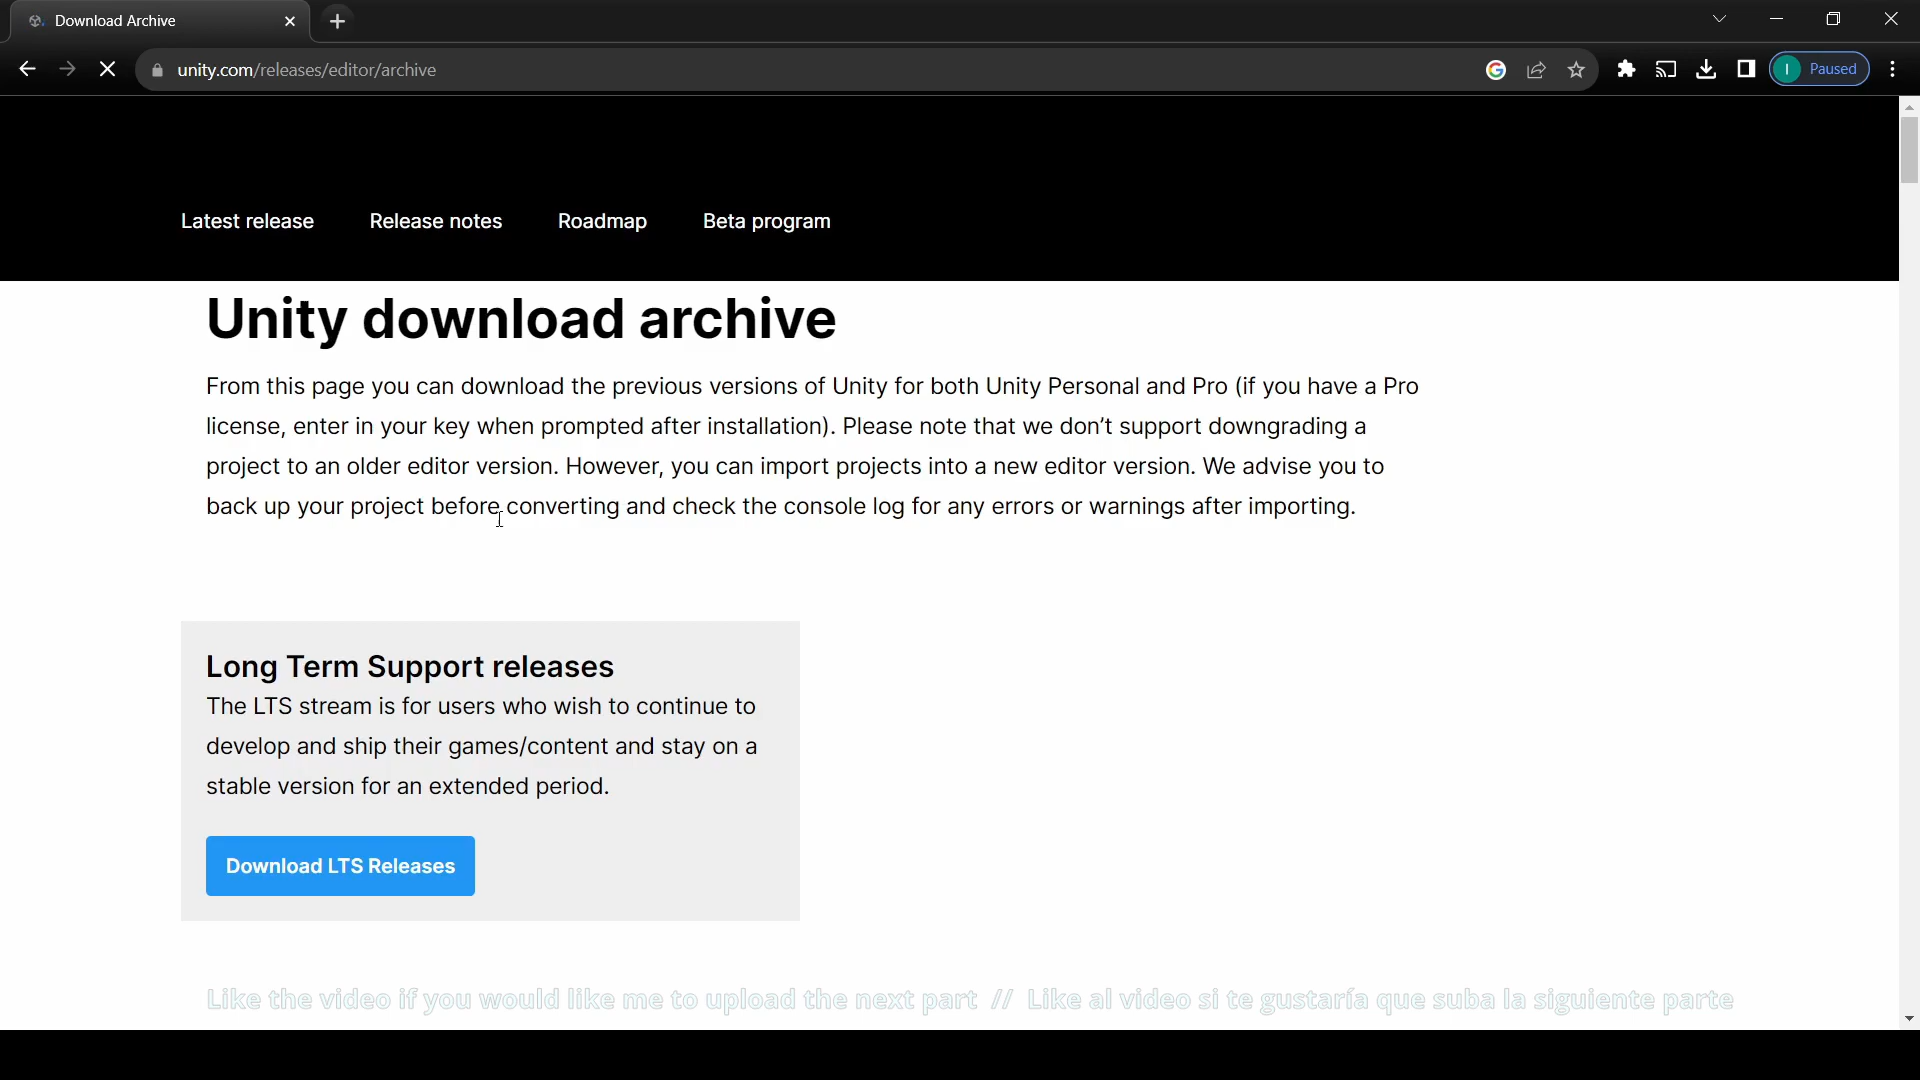 Download Archive
unity.com/releases/editor/archive
I Paused
Latest release Release notes Roadmap Beta program
Unity download archive
From this page you can download the previous versions of Unity for both Unity Personal and Pro (if you have a Pro
license, enter in your key when prompted after installation). Please note that we don’t support downgrading a
project to an older editor version. However, you can import projects into a new editor version. We advise you to
back up your project before converting and check the console log for any errors or warnings after importing.
Long Term Support releases
The LTS stream is for users who wish to continue to
develop and ship their games/content and stay on a
stable version for an extended period.
Download LTS Releases
Like the video if you would like me to upload the next part // Like al video si te gustaría que suba la siguiente parte